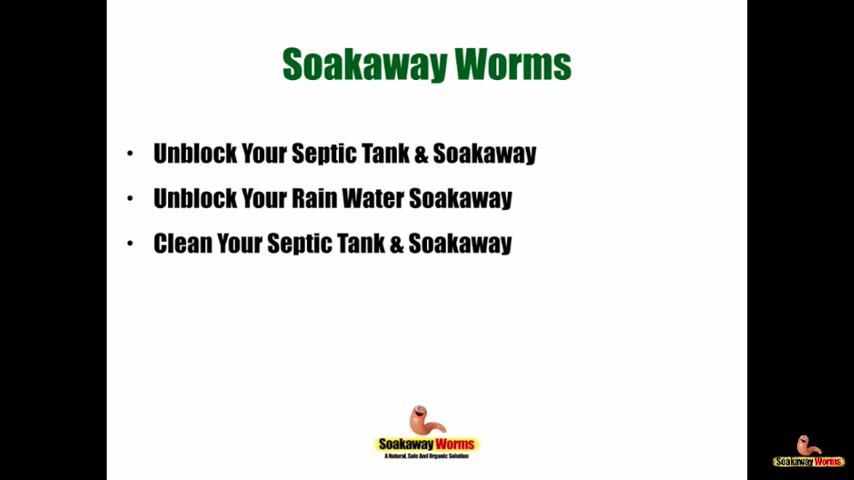 Soakaway Worms
• Unblock Your Septic Tank & Soakaway
• Unblock Your Rain Water Soakaway
• Clean Your Septic Tank & Soakaway
Soakaway Worms
A Natural, Safe And Organic Solution
Soakaway Worms